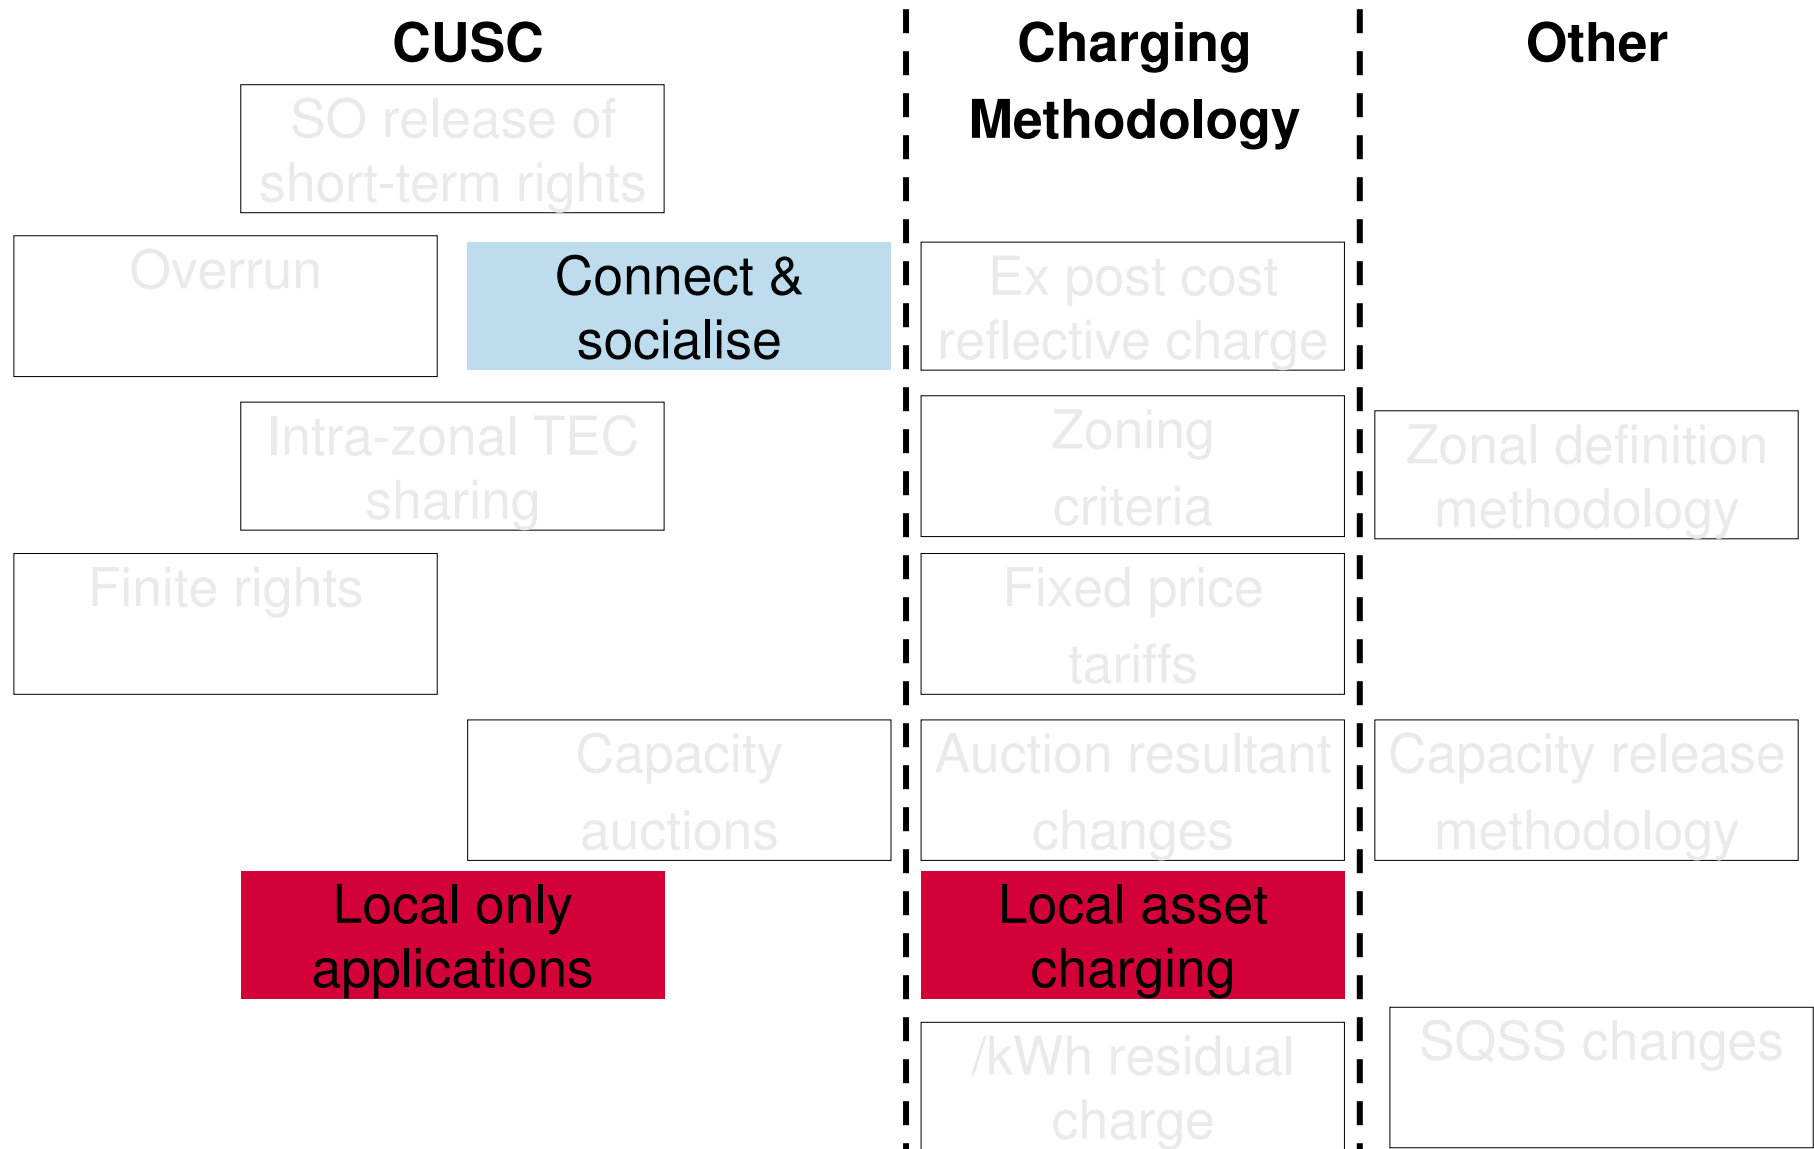 CUSC
Charging
Methodology
Other
SO release of
short-term rights
Overrun
Connect &
socialise
Ex post cost
reflective charge
Intra-zonal TEC
sharing
Zoning
criteria
Zonal definition
methodology
Finite rights
Fixed price
tariffs
Capacity
auctions
Auction resultant
changes
Capacity release
methodology
Local only
applications
Local asset
charging
/kWh residual
charge
SQSS changes